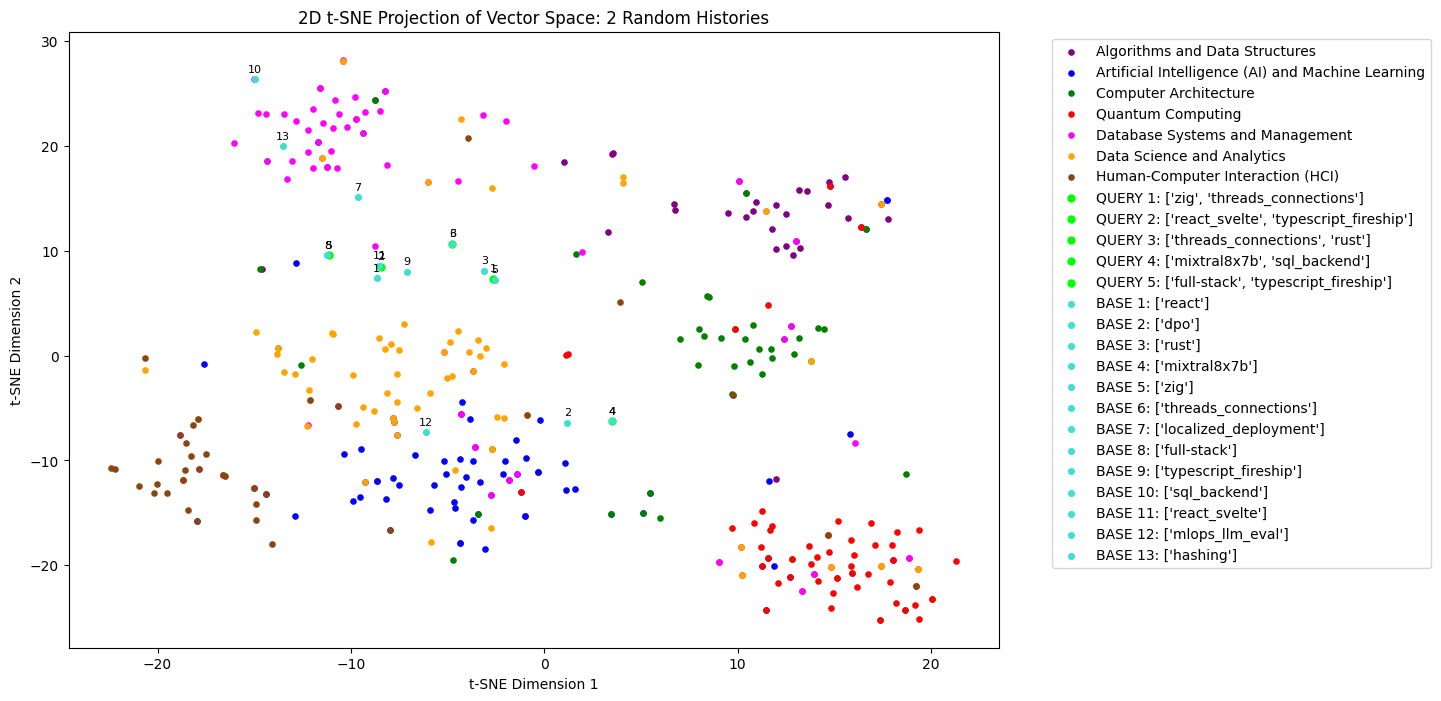 2D t-SNE Projection of Vector Space: 2 Random Histories
t-SNE Dimension 2
30
20
10
0
−10
−20
10
13
7
3
9
3
1
12
2
4
−20
−10
0
10
20
t-SNE Dimension 1
Algorithms and Data Structures
Artificial Intelligence (AI) and Machine Learning
Computer Architecture
Quantum Computing
Database Systems and Management
Data Science and Analytics
Human-Computer Interaction (HCI)
QUERY 1: ['zig', 'threads_connections']
QUERY 2: ['react_svelte', 'typescript_fireship']
QUERY 3: ['threads_connections', 'rust']
QUERY 4: ['mixtral8x7b', 'sql_backend']
QUERY 5: ['full-stack', 'typescript_fireship']
BASE 1: ['react']
BASE 2: ['dpo']
BASE 3: ['rust']
BASE 4: ['mixtral8x7b']
BASE 5: ['zig']
BASE 6: ['threads_connections']
BASE 7: ['localized_deployment']
BASE 8: ['full-stack']
BASE 9: ['typescript_fireship']
BASE 10: ['sql_backend']
BASE 11: ['react_svelte']
BASE 12: ['mlops_llm_eval']
BASE 13: ['hashing']